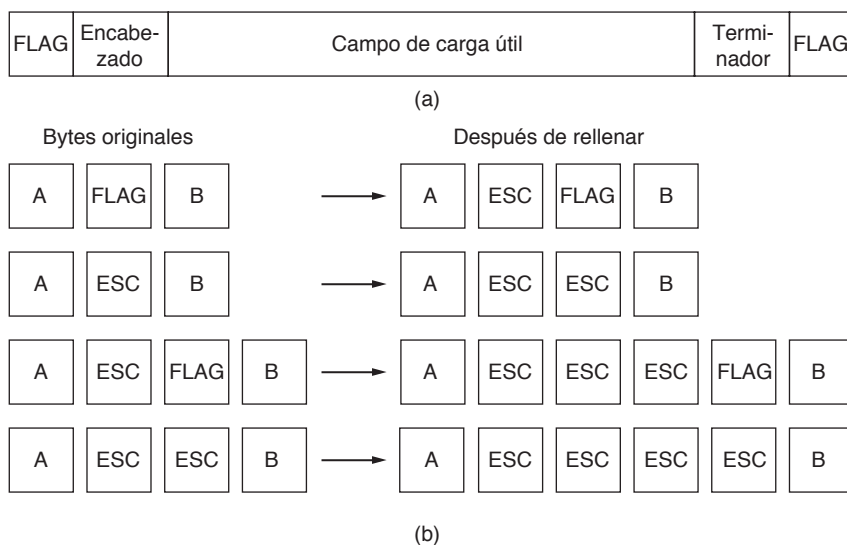 FLAG Encabe-
zado Campo de carga útil Termi-
nador FLAG
(a)
Bytes originales Después de rellenar
A FLAG B A ESC FLAG B
A ESC B A ESC ESC B
A ESC FLAG B A ESC ESC ESC FLAG B
A ESC ESC B A ESC ESC ESC ESC B
(b)